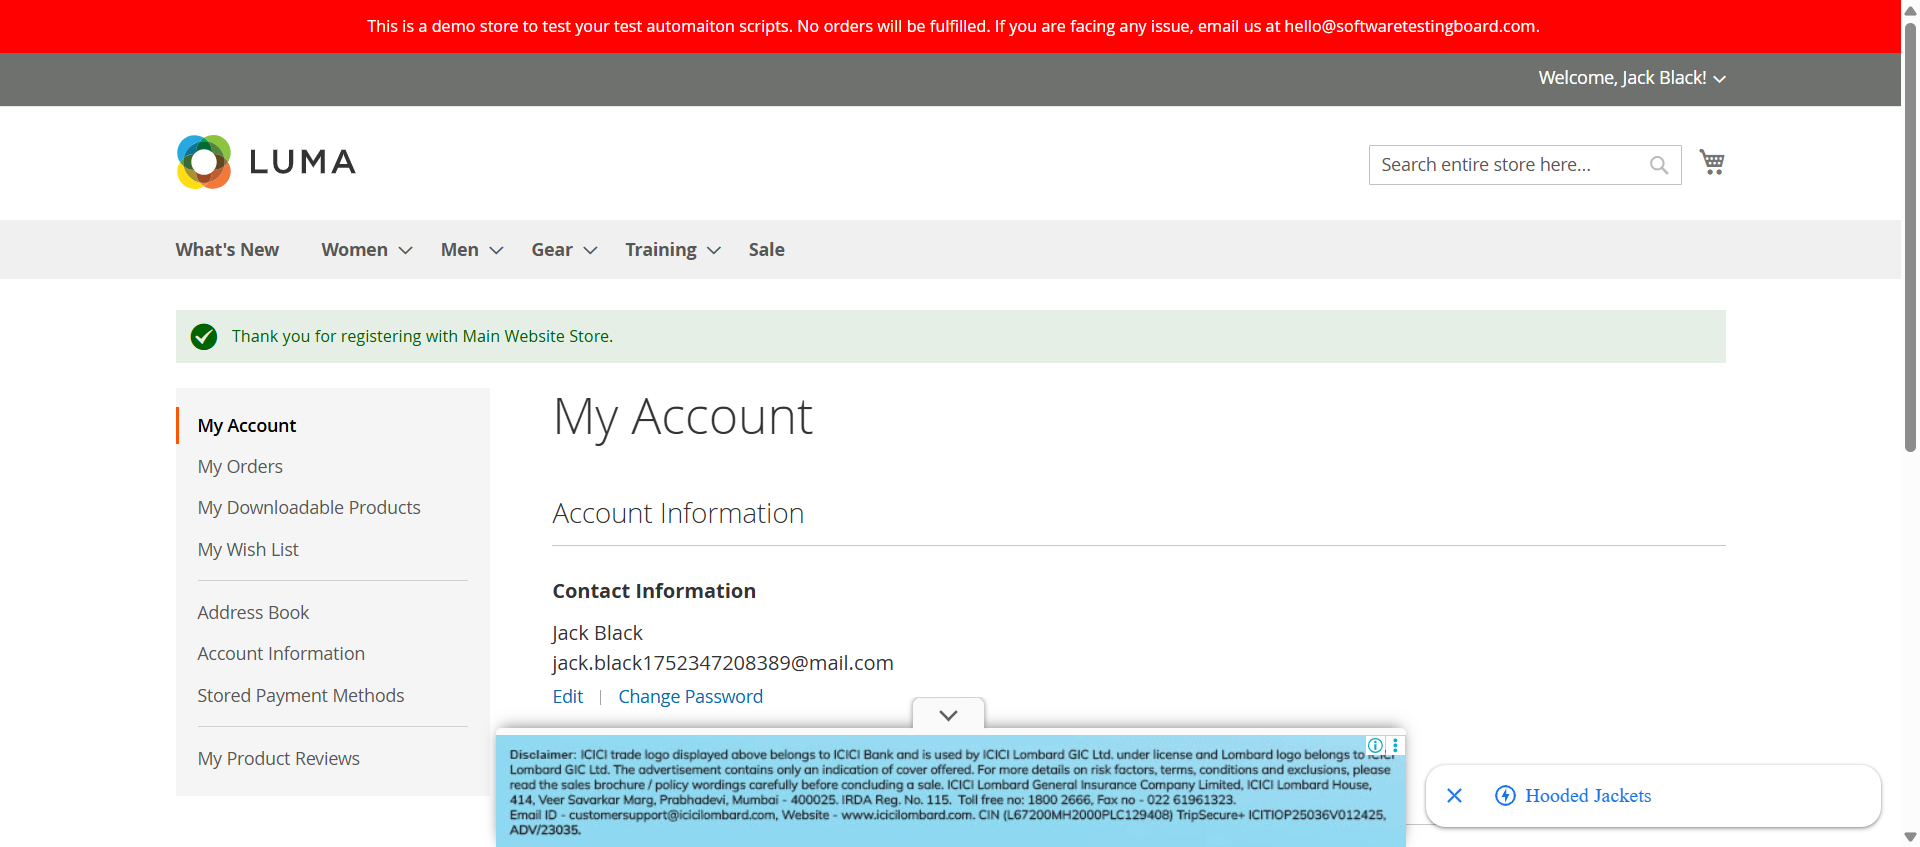 This is a demo store to test your test automaiton scripts. No orders will be fulfilled. If you are facing any issue, email us at hello@softwaretestingboard.com.
Welcome, Jack Black!
LUMA
Search entire store here...
What's New
Women
Men
Gear
Training
Sale
Thank you for registering with Main Website Store.
My Account
My Orders
My Downloadable Products
My Wish List
Address Book
Account Information
Stored Payment Methods
My Product Reviews
My Account
Account Information
Contact Information
Jack Black
jack.black1752347208389@mail.com
Edit | Change Password
Disclaimer: ICICI trade logo displayed above belongs to ICICI Bank and is used by ICICI Lombard GIC Ltd. under license and Lombard logo belongs to ICICI
Lombard GIC Ltd. The advertisement contains only an indication of cover offered. For more details on risk factors, terms, conditions and exclusions, please
read the sales brochure / policy wordings carefully before concluding a sale. ICICI Lombard General Insurance Company Limited, ICICI Lombard House,
414, Veer Savarkar Marg, Prabhadevi, Mumbai - 400025. IRDA Reg. No. 115. Toll free no: 1800 2666, Fax no - 022 61961323.
Email ID - customersupport@icicilombard.com, Website - www.icicilombard.com. CIN (L67200MH2000PLC129408) TripSecure+ ICITIOP25036V012425,
ADV/23035.
Hooded Jackets